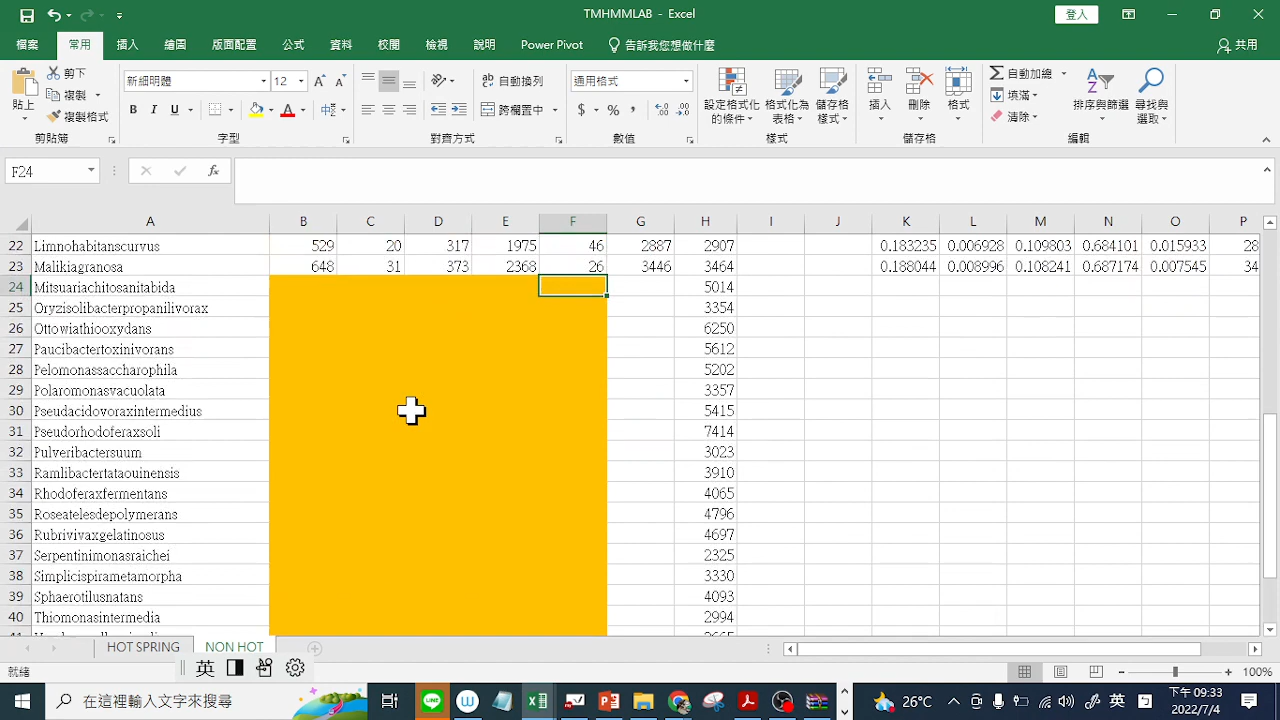 TMHMMLAB - Excel
登入
檔案 常用 插入 繪圖 版面配置 公式 資料 校閱 檢視 說明 Power Pivot 告訴我您想做什麼 共用
貼上 剪下 複製 複製格式 剪貼簿
新細明體 12 A A B I U A 字型
自動換列 跨欄置中 對齊方式
通用格式 $ % , 數值
設定格式化的條件 格式化為表格 儲存格樣式 樣式
插入 刪除 格式 儲存格
自動加總 填滿 清除 排序與篩選 尋找與選取 編輯
F24 fx
A B C D E F G H I J K L M N O P
22 Limnohabitanscurvus 529 20 317 1975 46 2887 2907 0.183235 0.006928 0.109803 0.684101 0.015933 28
23 Malikiagranosa 648 31 373 2368 26 3446 3464 0.188044 0.008996 0.108241 0.687174 0.007545 34
24 Mitsuariachitosanitabida 5014
25 Oryzisolibacterpropanilivorax 3354
26 Ottowiathiooxydans 6250
27 Paucibactertoxinivorans 5612
28 Pelomonassaccharophila 5202
29 Polaromonasvacuolata 3357
30 Pseudacidovoraxintermedius 5415
31 Pseudorhodoferaxsoli 7414
32 Pulveribactersuum 3023
33 Ramlibactertataouinensis 3910
34 Rhodoferaxfermentans 4065
35 Roseatelesdepolymerans 4796
36 Rubrivivaxgelatinosus 4697
37 Serpentinimonasraichei 2325
38 Simplicispirametamorpha 3330
39 Sphaerotilusnatans 4093
40 Thiomonasintermedia 2994
HOT SPRING NON HOT
就緒 英 100%
在這裡輸入文字來搜尋 26°C 英 下午 09:35
2022/7/4